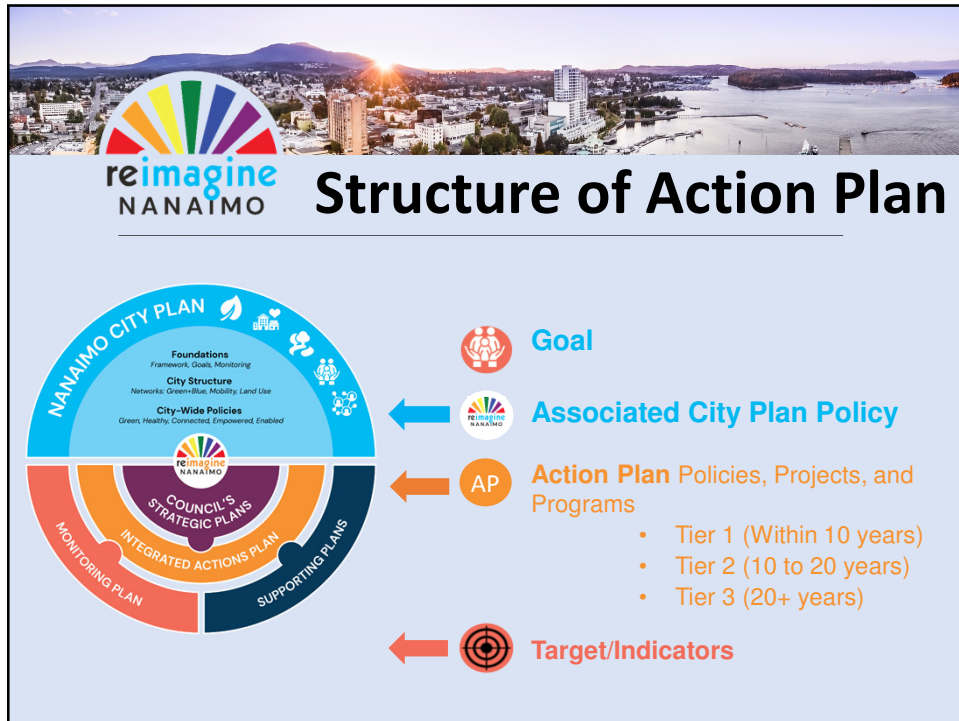 reimagine
NANAIMO
Structure of Action Plan
NANAIMO CITY PLAN
Foundations
Framework, Goals, Monitoring
City Structure
Networks: Green+Blue, Mobility, Land Use
City-Wide Policies
Green, Healthy, Connected, Empowered, Enabled
reimagine
NANAIMO
COUNCIL'S
STRATEGIC PLANS
INTEGRATED ACTIONS PLAN
MONITORING PLAN
SUPPORTING PLANS
Goal
reimagine
NANAIMO
Associated City Plan Policy
AP
Action Plan Policies, Projects, and
Programs
• Tier 1 (Within 10 years)
• Tier 2 (10 to 20 years)
• Tier 3 (20+ years)
Target/Indicators